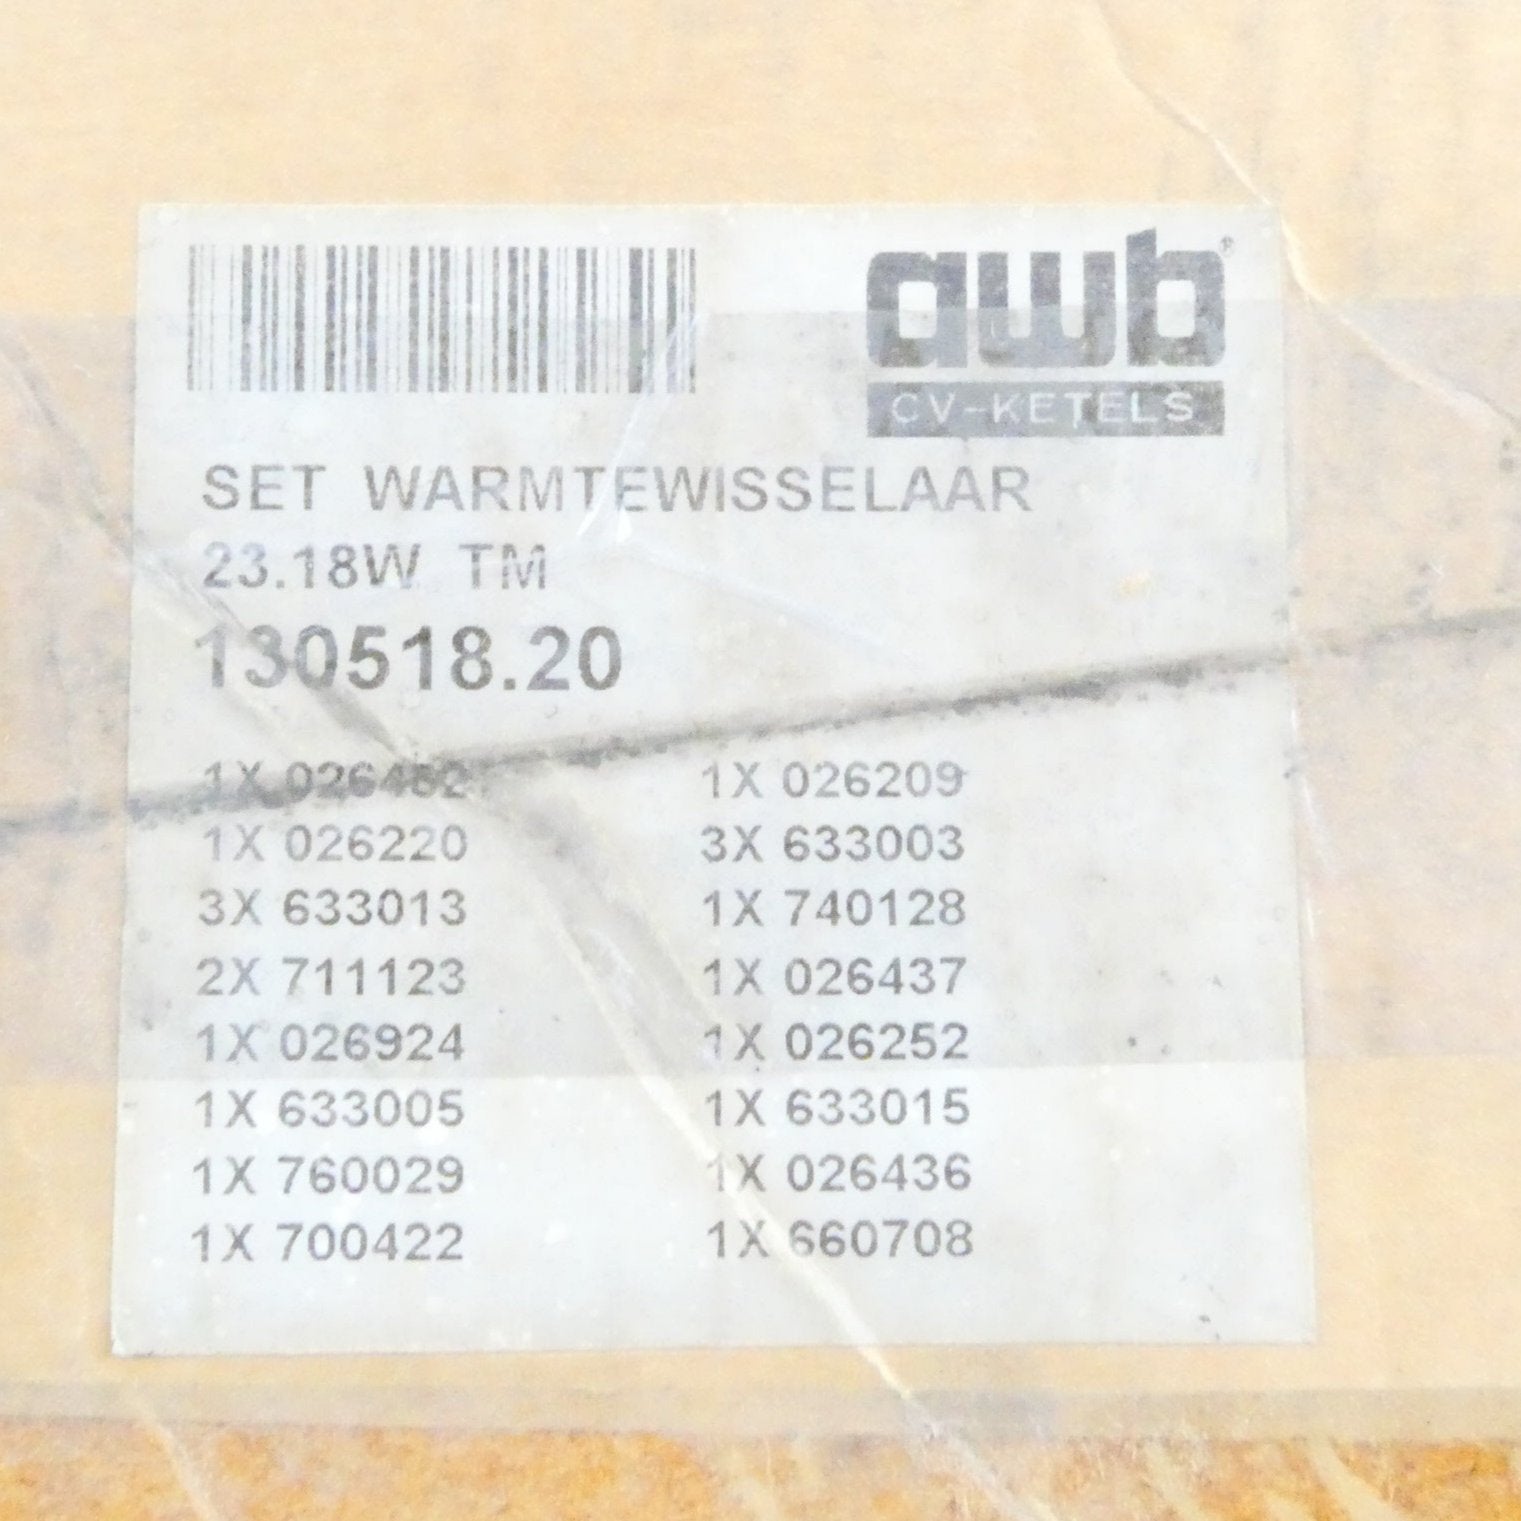 awb®
CV-KETELS
SET WARMTEWISSELAAR
23.18W TM
130518.20
1X 026482 1X 026209
1X 026220 3X 633003
3X 633013 1X 740128
2X 711123 1X 026437
1X 026924 1X 026252
1X 633005 1X 633015
1X 760029 1X 026436
1X 700422 1X 660708